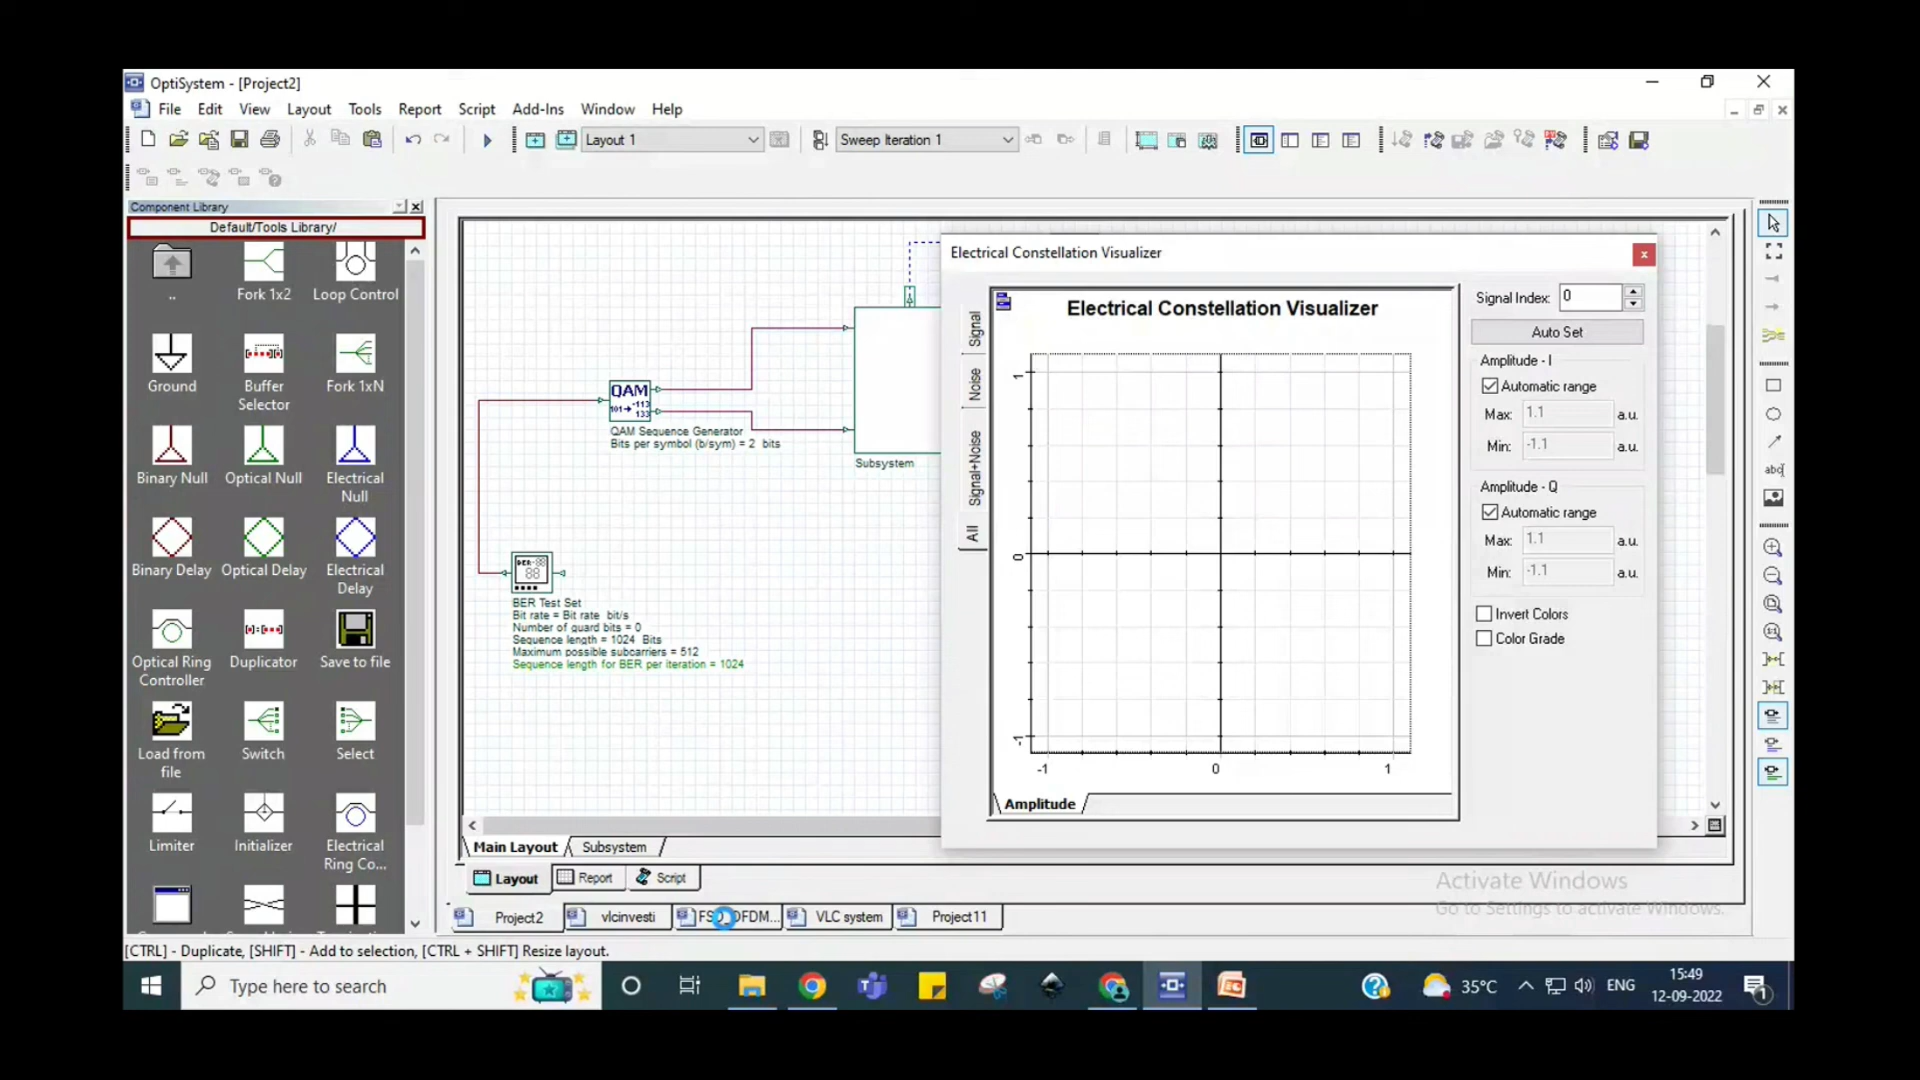 OptiSystem - [Project2]
File Edit View Layout Tools Report Script Add-Ins Window Help
Layout 1
Sweep Iteration 1
Component Library
Default/Tools Library/
..
Fork 1x2
Loop Control
Ground
Buffer
Selector
Fork 1xN
Binary Null
Optical Null
Electrical
Null
Binary Delay
Optical Delay
Electrical
Delay
Optical Ring
Controller
Duplicator
Save to file
Load from
file
Switch
Select
Limiter
Initializer
Electrical
Ring Co...
QAM
QAM Sequence Generator
Bits per symbol (b/sym) = 2 bits
Subsystem
BER Test Set
Bit rate = Bit rate bit/s
Number of guard bits = 0
Sequence length = 1024 Bits
Maximum possible subcarriers = 512
Sequence length for BER per iteration = 1024
Electrical Constellation Visualizer
Electrical Constellation Visualizer
Signal
Noise
Signal+Noise
All
1
0
-1
-1 0 1
Amplitude
Signal Index: 0
Auto Set
Amplitude - I
Automatic range
Max: 1.1 a.u.
Min: -1.1 a.u.
Amplitude - Q
Automatic range
Max: 1.1 a.u.
Min: -1.1 a.u.
Invert Colors
Color Grade
Main Layout
Subsystem
Layout
Report
Script
Activate Windows
Go to Settings to activate Windows.
Project2
vlcinvesti
VLC system
Project11
[CTRL] - Duplicate, [SHIFT] - Add to selection, [CTRL + SHIFT] Resize layout.
Type here to search
35°C
ENG
15:49
12-09-2022
1